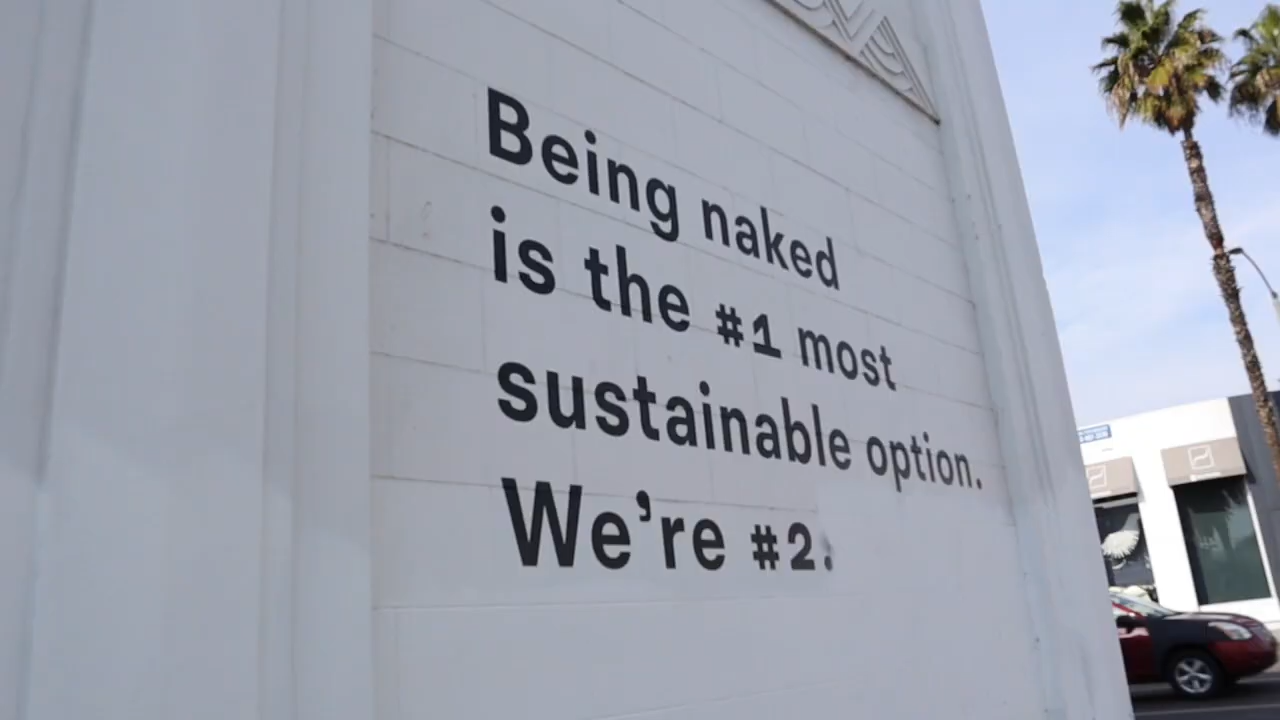 Being naked
is the #1 most
sustainable option.
We're #2.